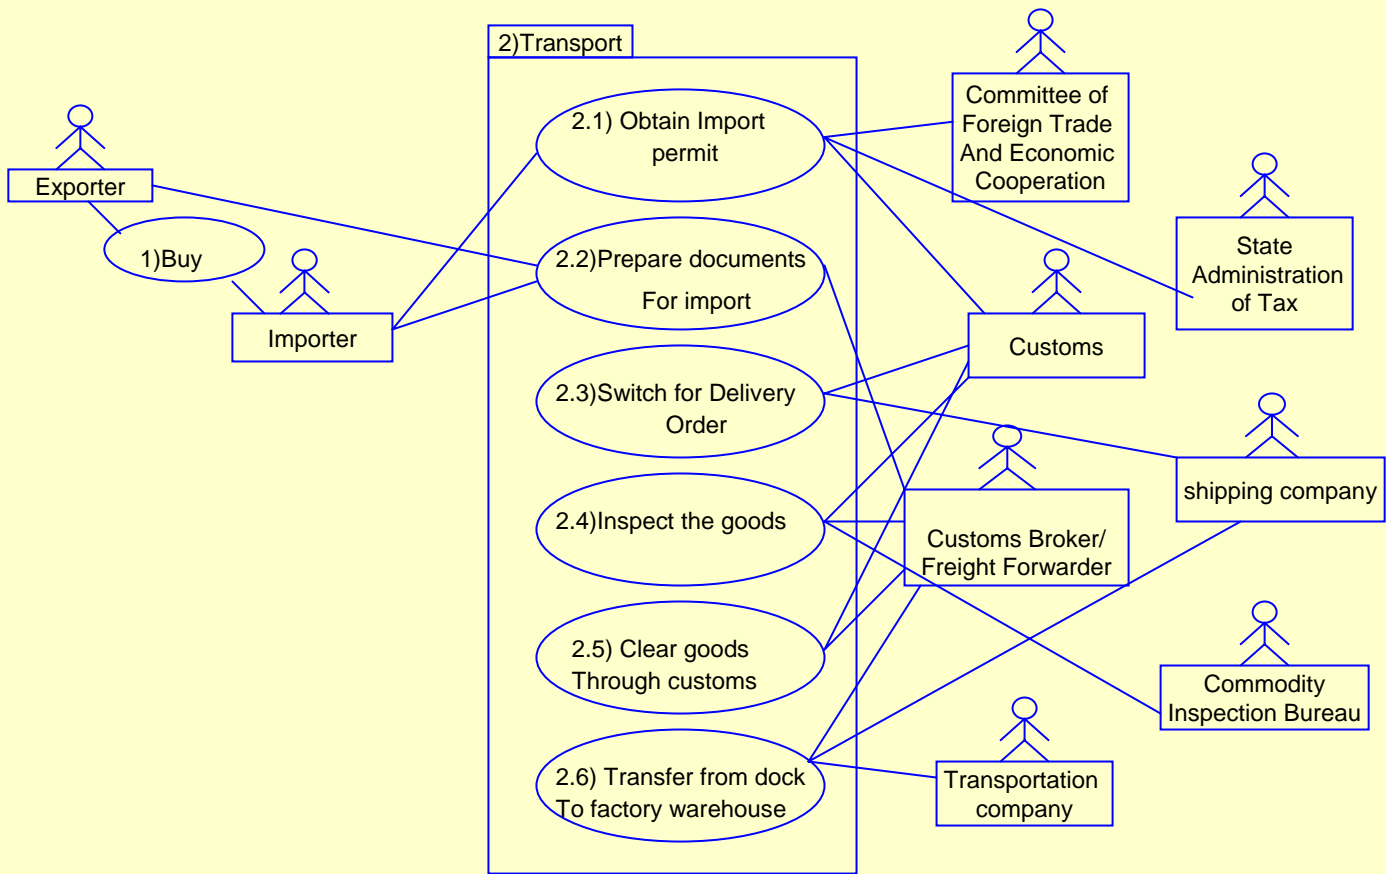 2)Transport
2.1) Obtain Import
permit
Committee of
Foreign Trade
And Economic
Cooperation
Exporter
1)Buy
2.2)Prepare documents
For import
State
Administration
of Tax
Importer
Customs
2.3)Switch for Delivery
Order
shipping company
2.4)Inspect the goods
Customs Broker/
Freight Forwarder
2.5) Clear goods
Through customs
Commodity
Inspection Bureau
2.6) Transfer from dock
To factory warehouse
Transportation
company